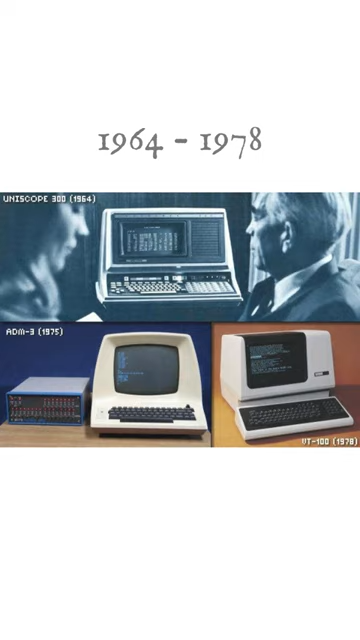 1964 - 1978
UNISCOPE 300 (1964)
ADM-3 (1975)
VT-100 (1978)